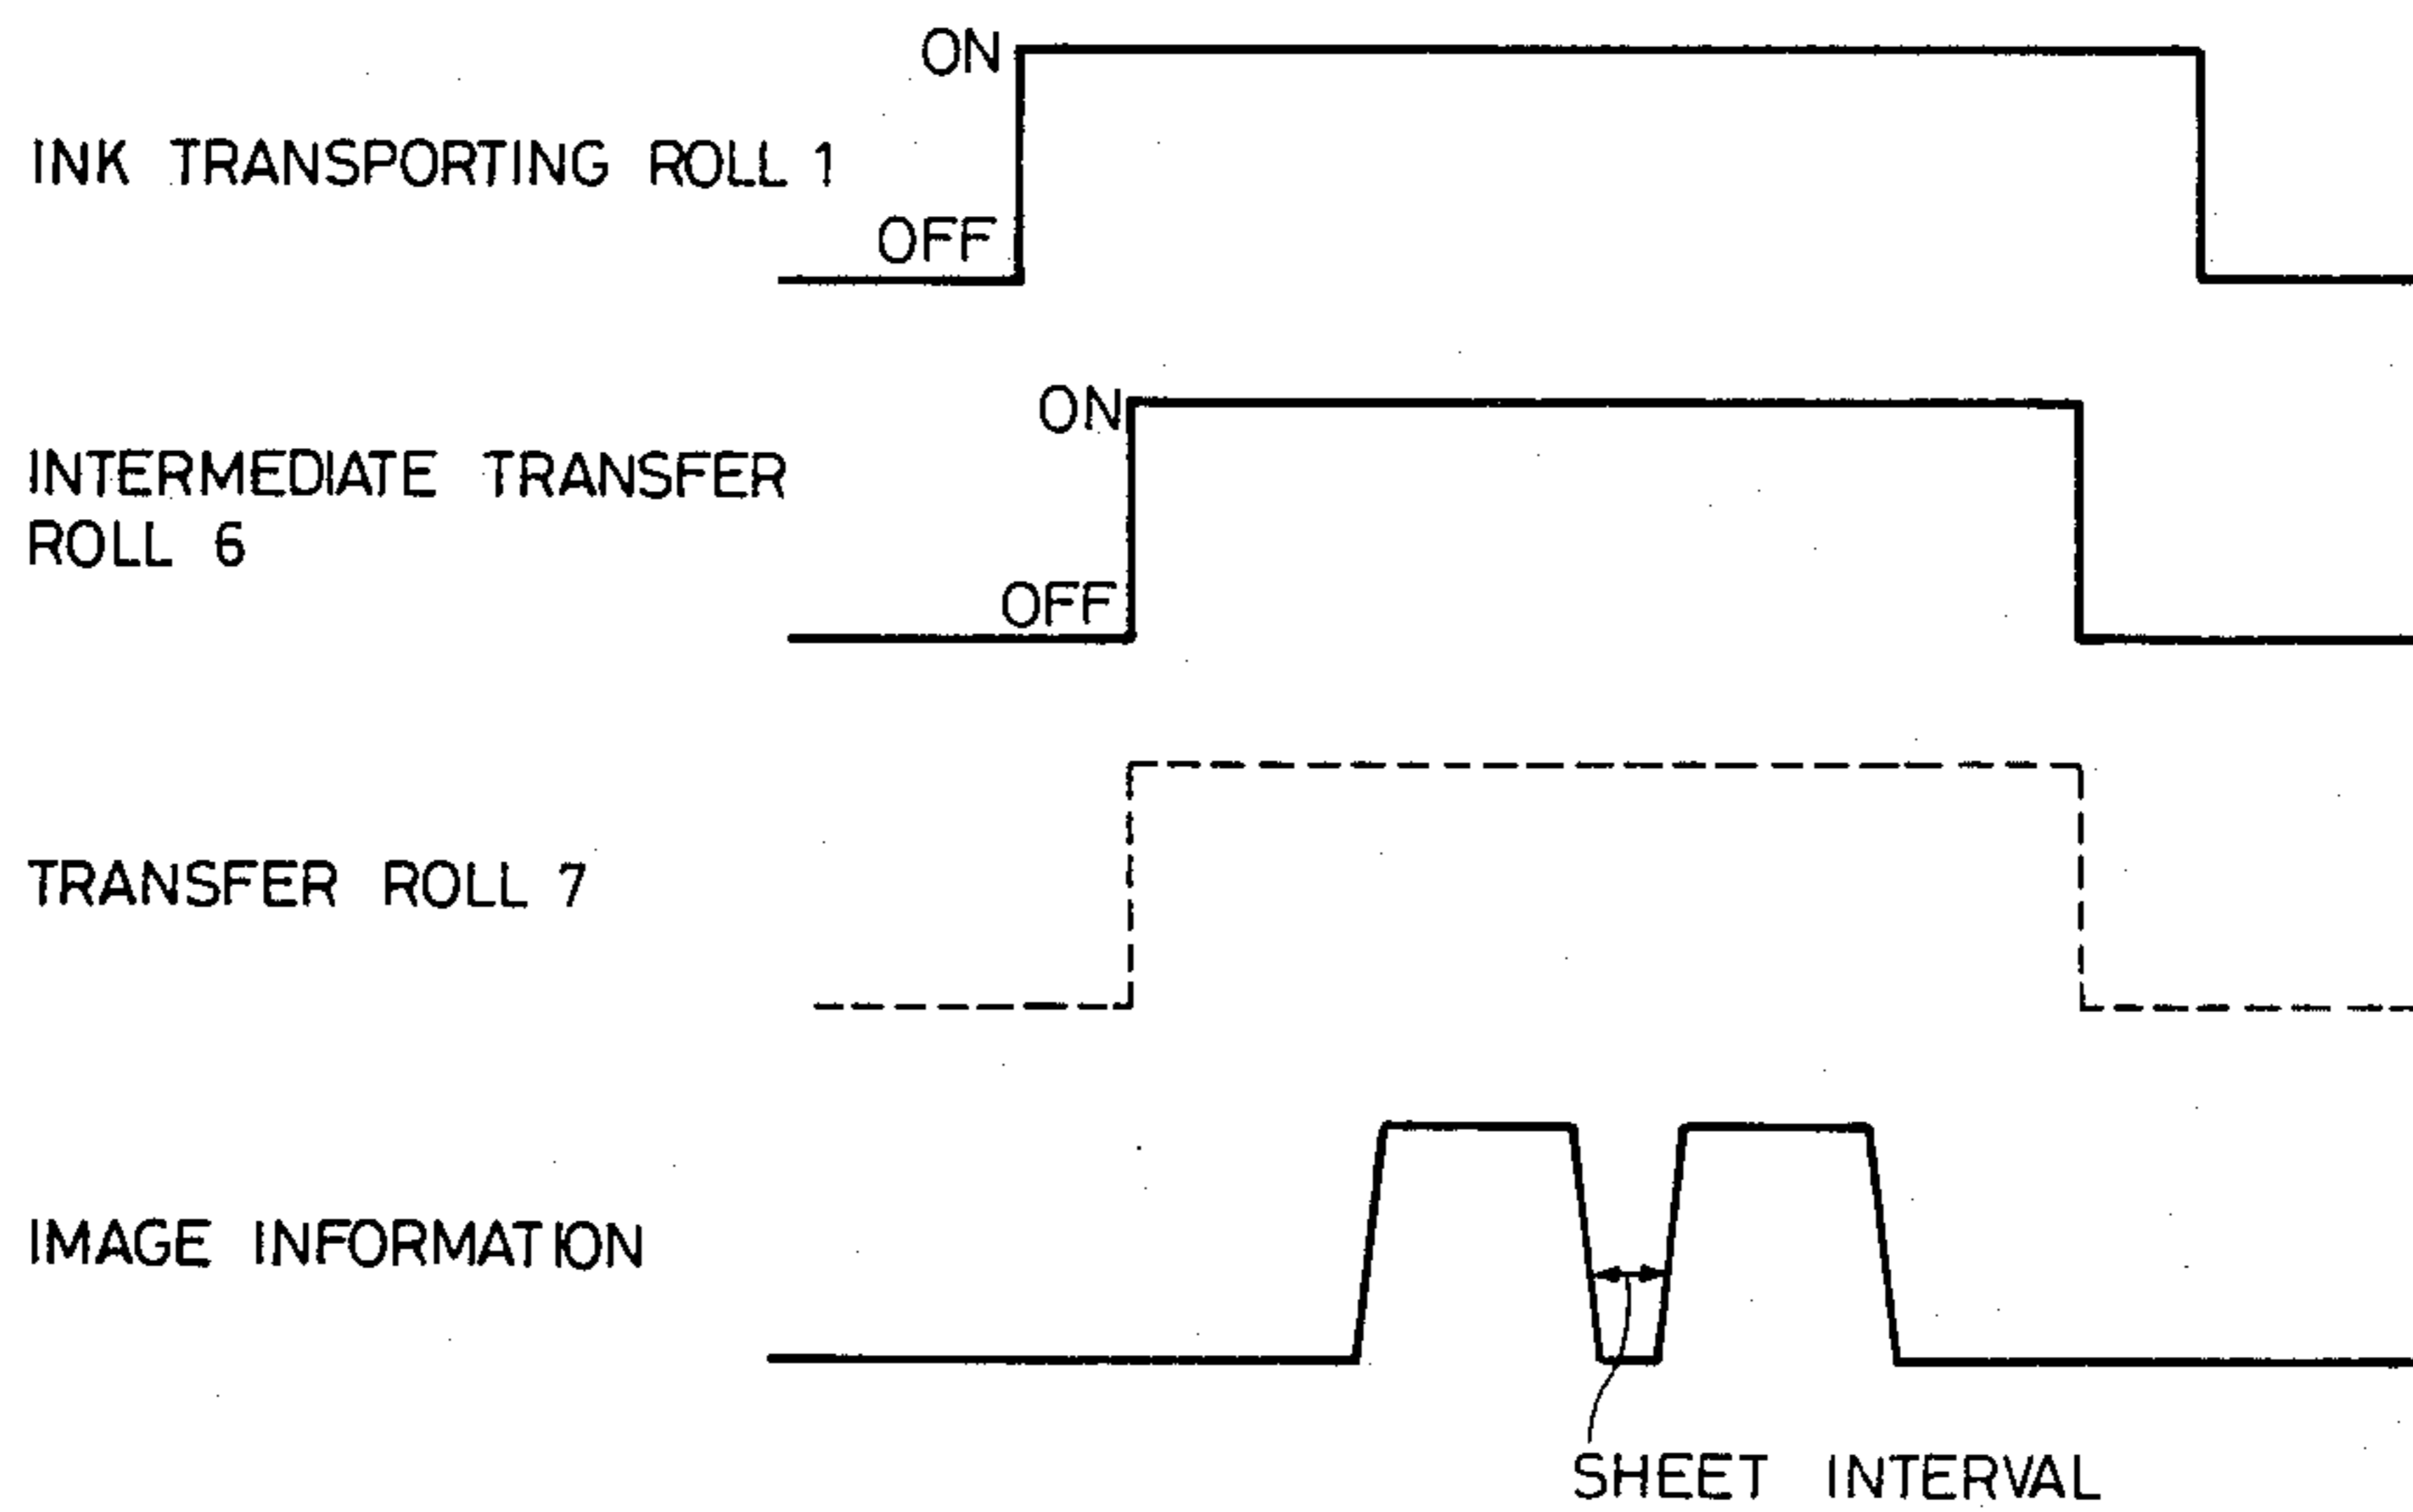 ON
INK TRANSPORTING ROLL 1
OFF
ON
INTERMEDIATE TRANSFER
ROLL 6
OFF
TRANSFER ROLL 7
IMAGE INFORMATION
SHEET INTERVAL